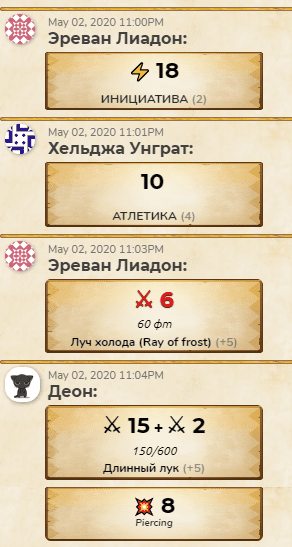 May 02, 2020 11:00PM
Эреван Лиадон:
18
ИНИЦИАТИВА (2)
May 02, 2020 11:01PM
Хельджа Унграт:
10
АТЛЕТИКА (4)
May 02, 2020 11:03PM
Эреван Лиадон:
6
60 фт
Луч холода (Ray of frost) (+5)
May 02, 2020 11:04PM
Деон:
15 + 2
150/600
Длинный лук (+5)
8
Piercing